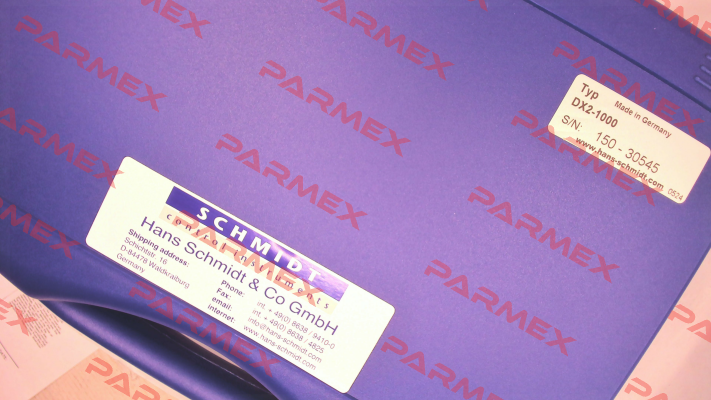 Typ Made in Germany
DX2-1000
S/N: 150 - 30545
www.hans-schmidt.com 0524
SCHMIDT
control instruments
Hans Schmidt & Co GmbH
Shipping address:
Schichtstr. 16
D-84478 Waldkraiburg
Germany
Phone: int. + 49(0) 8638 / 9410-0
Fax: int. + 49(0) 8638 / 4825
email: info@hans-schmidt.com
internet: www.hans-schmidt.com
PARMEX